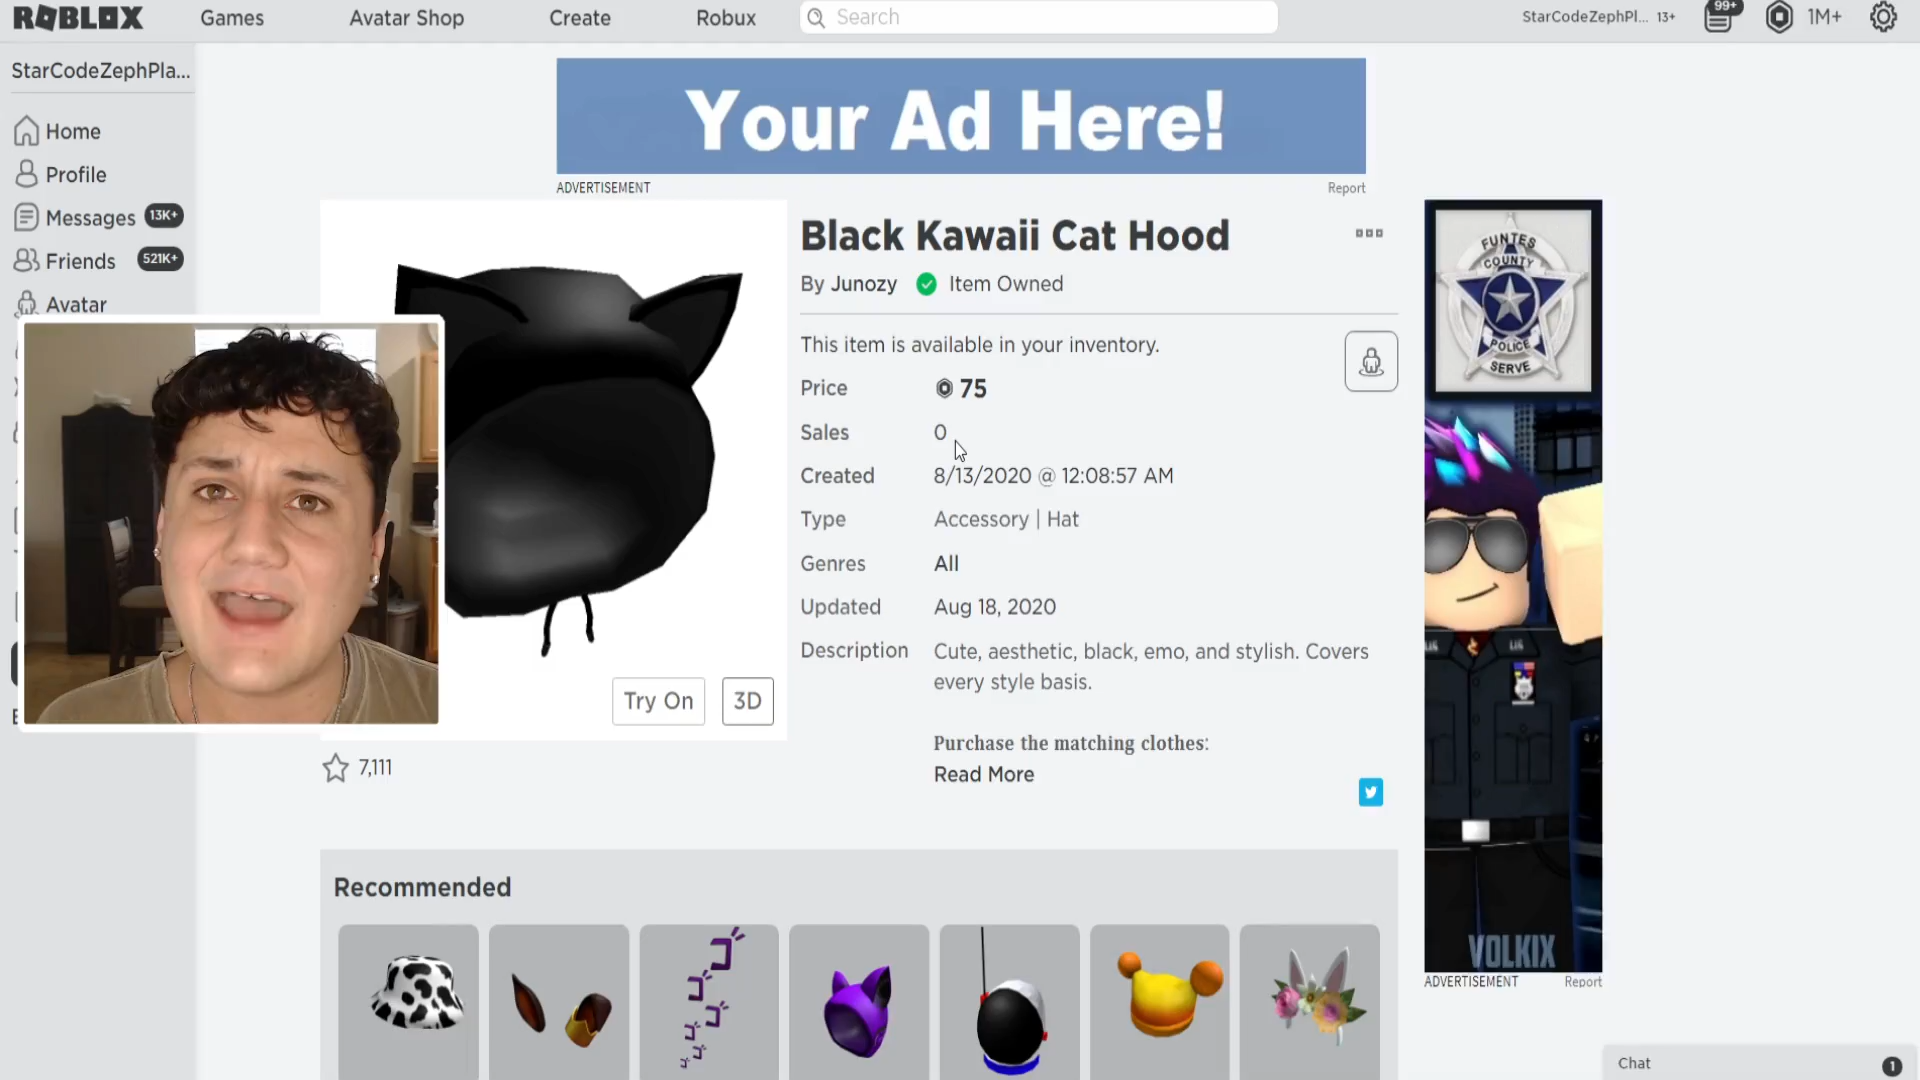 ROBLOX
Games
Avatar Shop
Create
Robux
Search
StarCodeZephPl... 13+
99+
1M+
StarCodeZephPla...
Home
Profile
Messages 13K+
Friends 521K+
Avatar
Your Ad Here!
ADVERTISEMENT
Report
Black Kawaii Cat Hood
By Junozy Item Owned
This item is available in your inventory.
Price 75
Sales 0
Created 8/13/2020 @ 12:08:57 AM
Type Accessory | Hat
Genres All
Updated Aug 18, 2020
Description Cute, aesthetic, black, emo, and stylish. Covers
every style basis.
Purchase the matching clothes:
Read More
Try On
3D
7,111
FUNTES
COUNTY
POLICE
SERVE
VOLKIX
ADVERTISEMENT
Report
Recommended
Chat
1